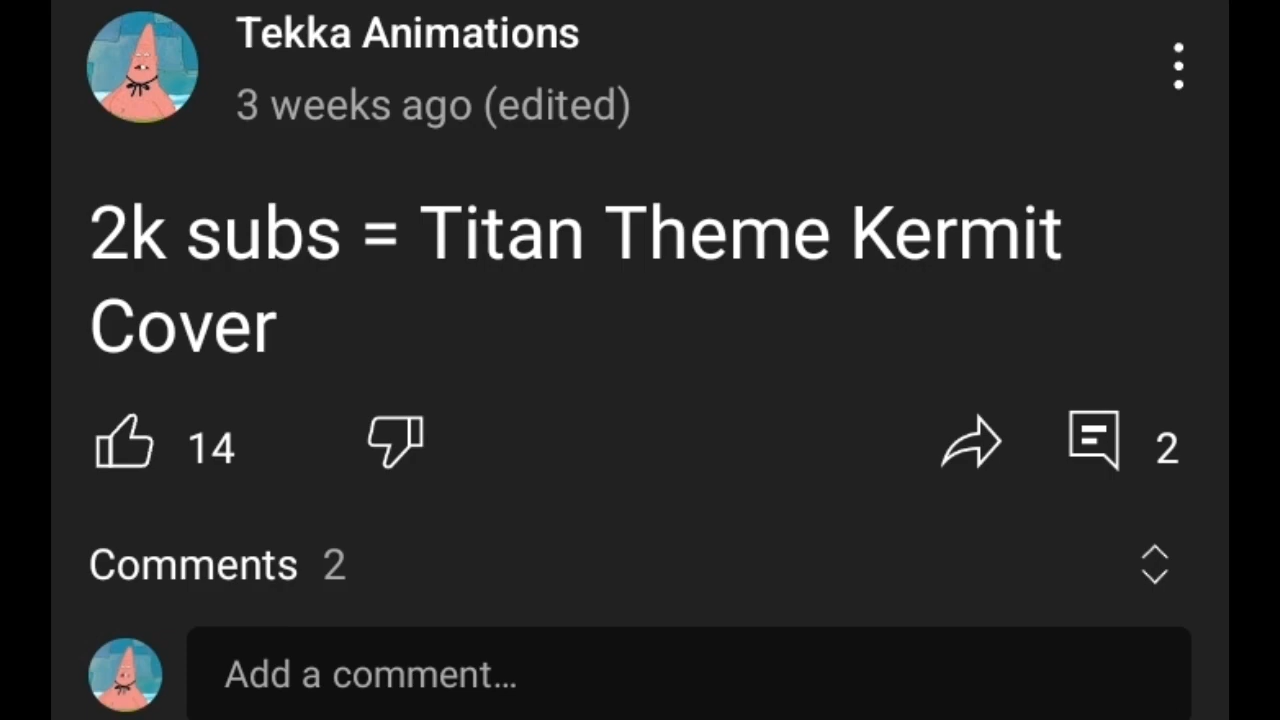 Tekka Animations
3 weeks ago (edited)
2k subs = Titan Theme Kermit
Cover
14
2
Comments 2
Add a comment...